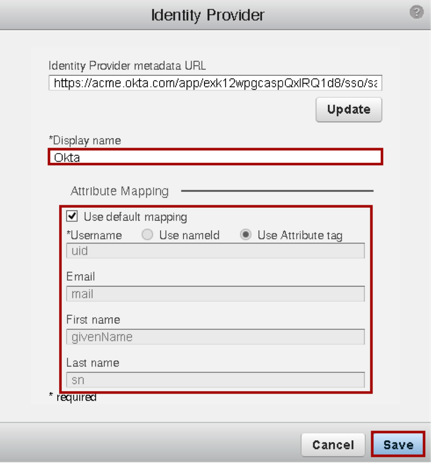 Identity Provider
?
Identity Provider metadata URL
https://acme.okta.com/app/exk12wpgcaspQxlRQ1d8/sso/sa
Update
*Display name
Okta
Attribute Mapping
Use default mapping
*Username Use nameId Use Attribute tag
uid
Email
mail
First name
givenName
Last name
sn
* required
Cancel Save